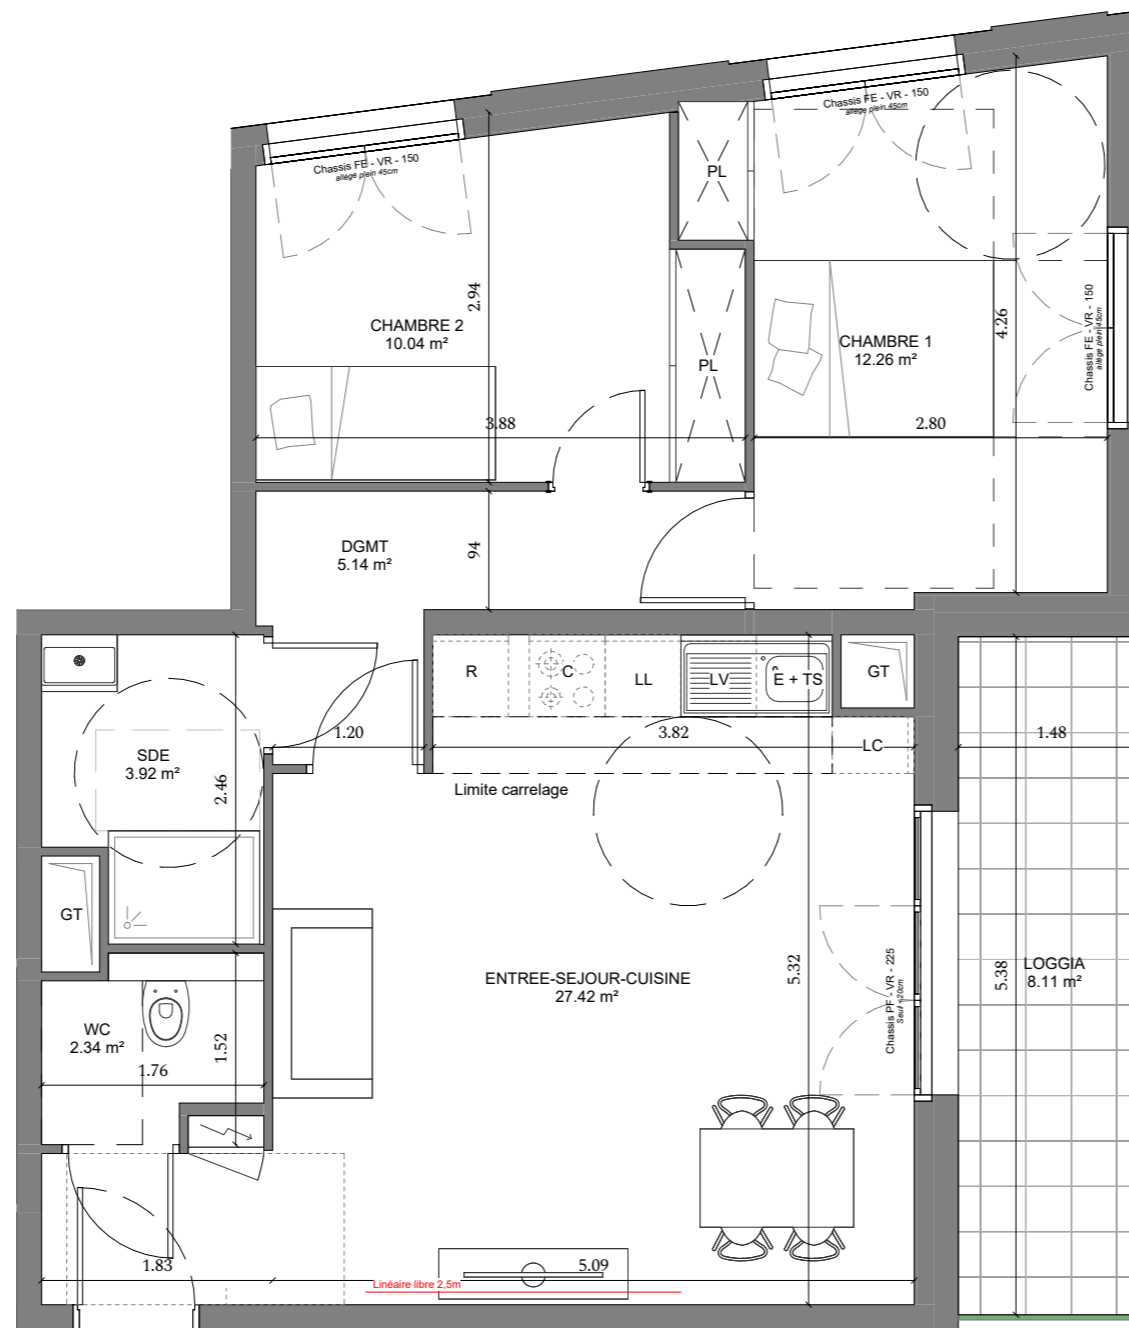 Chassis FE - VR - 150
allège plein 45cm
Chassis FE - VR - 150
allège plein 45cm
PL
CHAMBRE 2
10.04 m²
2.94
3.88
PL
CHAMBRE 1
12.26 m²
4.26
2.80
Chassis FE - VR - 150
allège plein 45cm
DGMT
5.14 m²
94
R
C
LL
LV
E + TS
GT
1.20
3.82
LC
1.48
SDE
3.92 m²
2.46
Limite carrelage
GT
ENTREE-SEJOUR-CUISINE
27.42 m²
5.32
Chassis PF - VR - 225
Seuil ≤20cm
5.38
LOGGIA
8.11 m²
WC
2.34 m²
1.52
1.76
1.83
5.09
Linéaire libre 2,5m